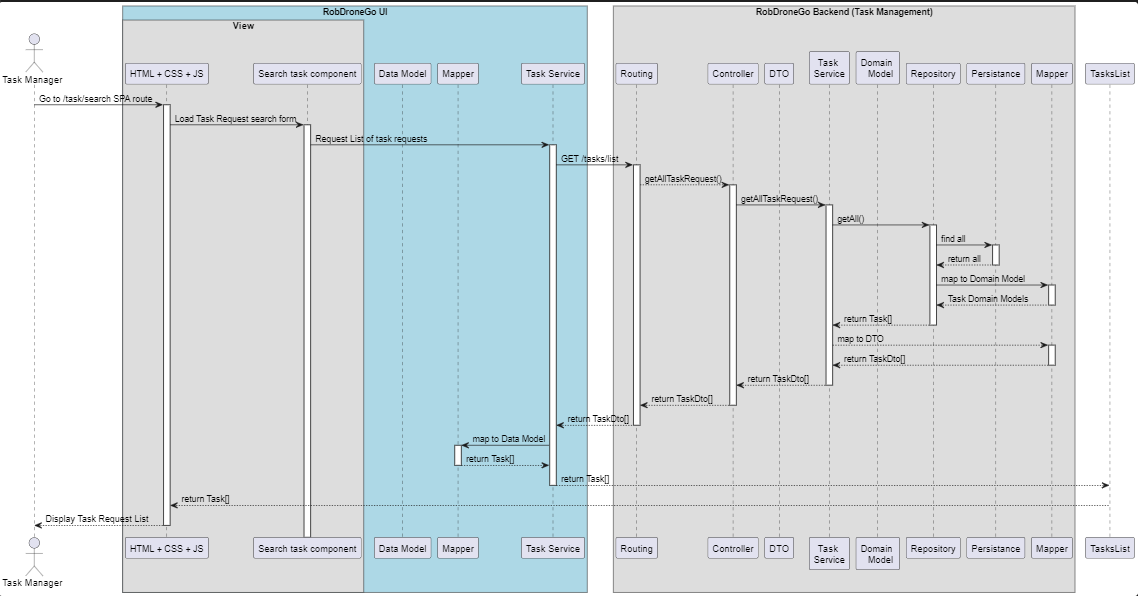 RobDroneGo UI
RobDroneGo Backend (Task Management)
View
Task Manager
HTML + CSS + JS
Search task component
Data Model
Mapper
Task Service
Routing
Controller
DTO
Task
Service
Domain
Model
Repository
Persistance
Mapper
TasksList
Go to /task/search SPA route
Load Task Request search form
Request List of task requests
GET /tasks/list
getAllTaskRequest()
getAllTaskRequest()
getAll()
find all
return all
map to Domain Model
Task Domain Models
return Task[]
map to DTO
return TaskDto[]
return TaskDto[]
return TaskDto[]
return TaskDto[]
map to Data Model
return Task[]
return Task[]
return Task[]
Display Task Request List
Task Manager
HTML + CSS + JS
Search task component
Data Model
Mapper
Task Service
Routing
Controller
DTO
Task
Service
Domain
Model
Repository
Persistance
Mapper
TasksList